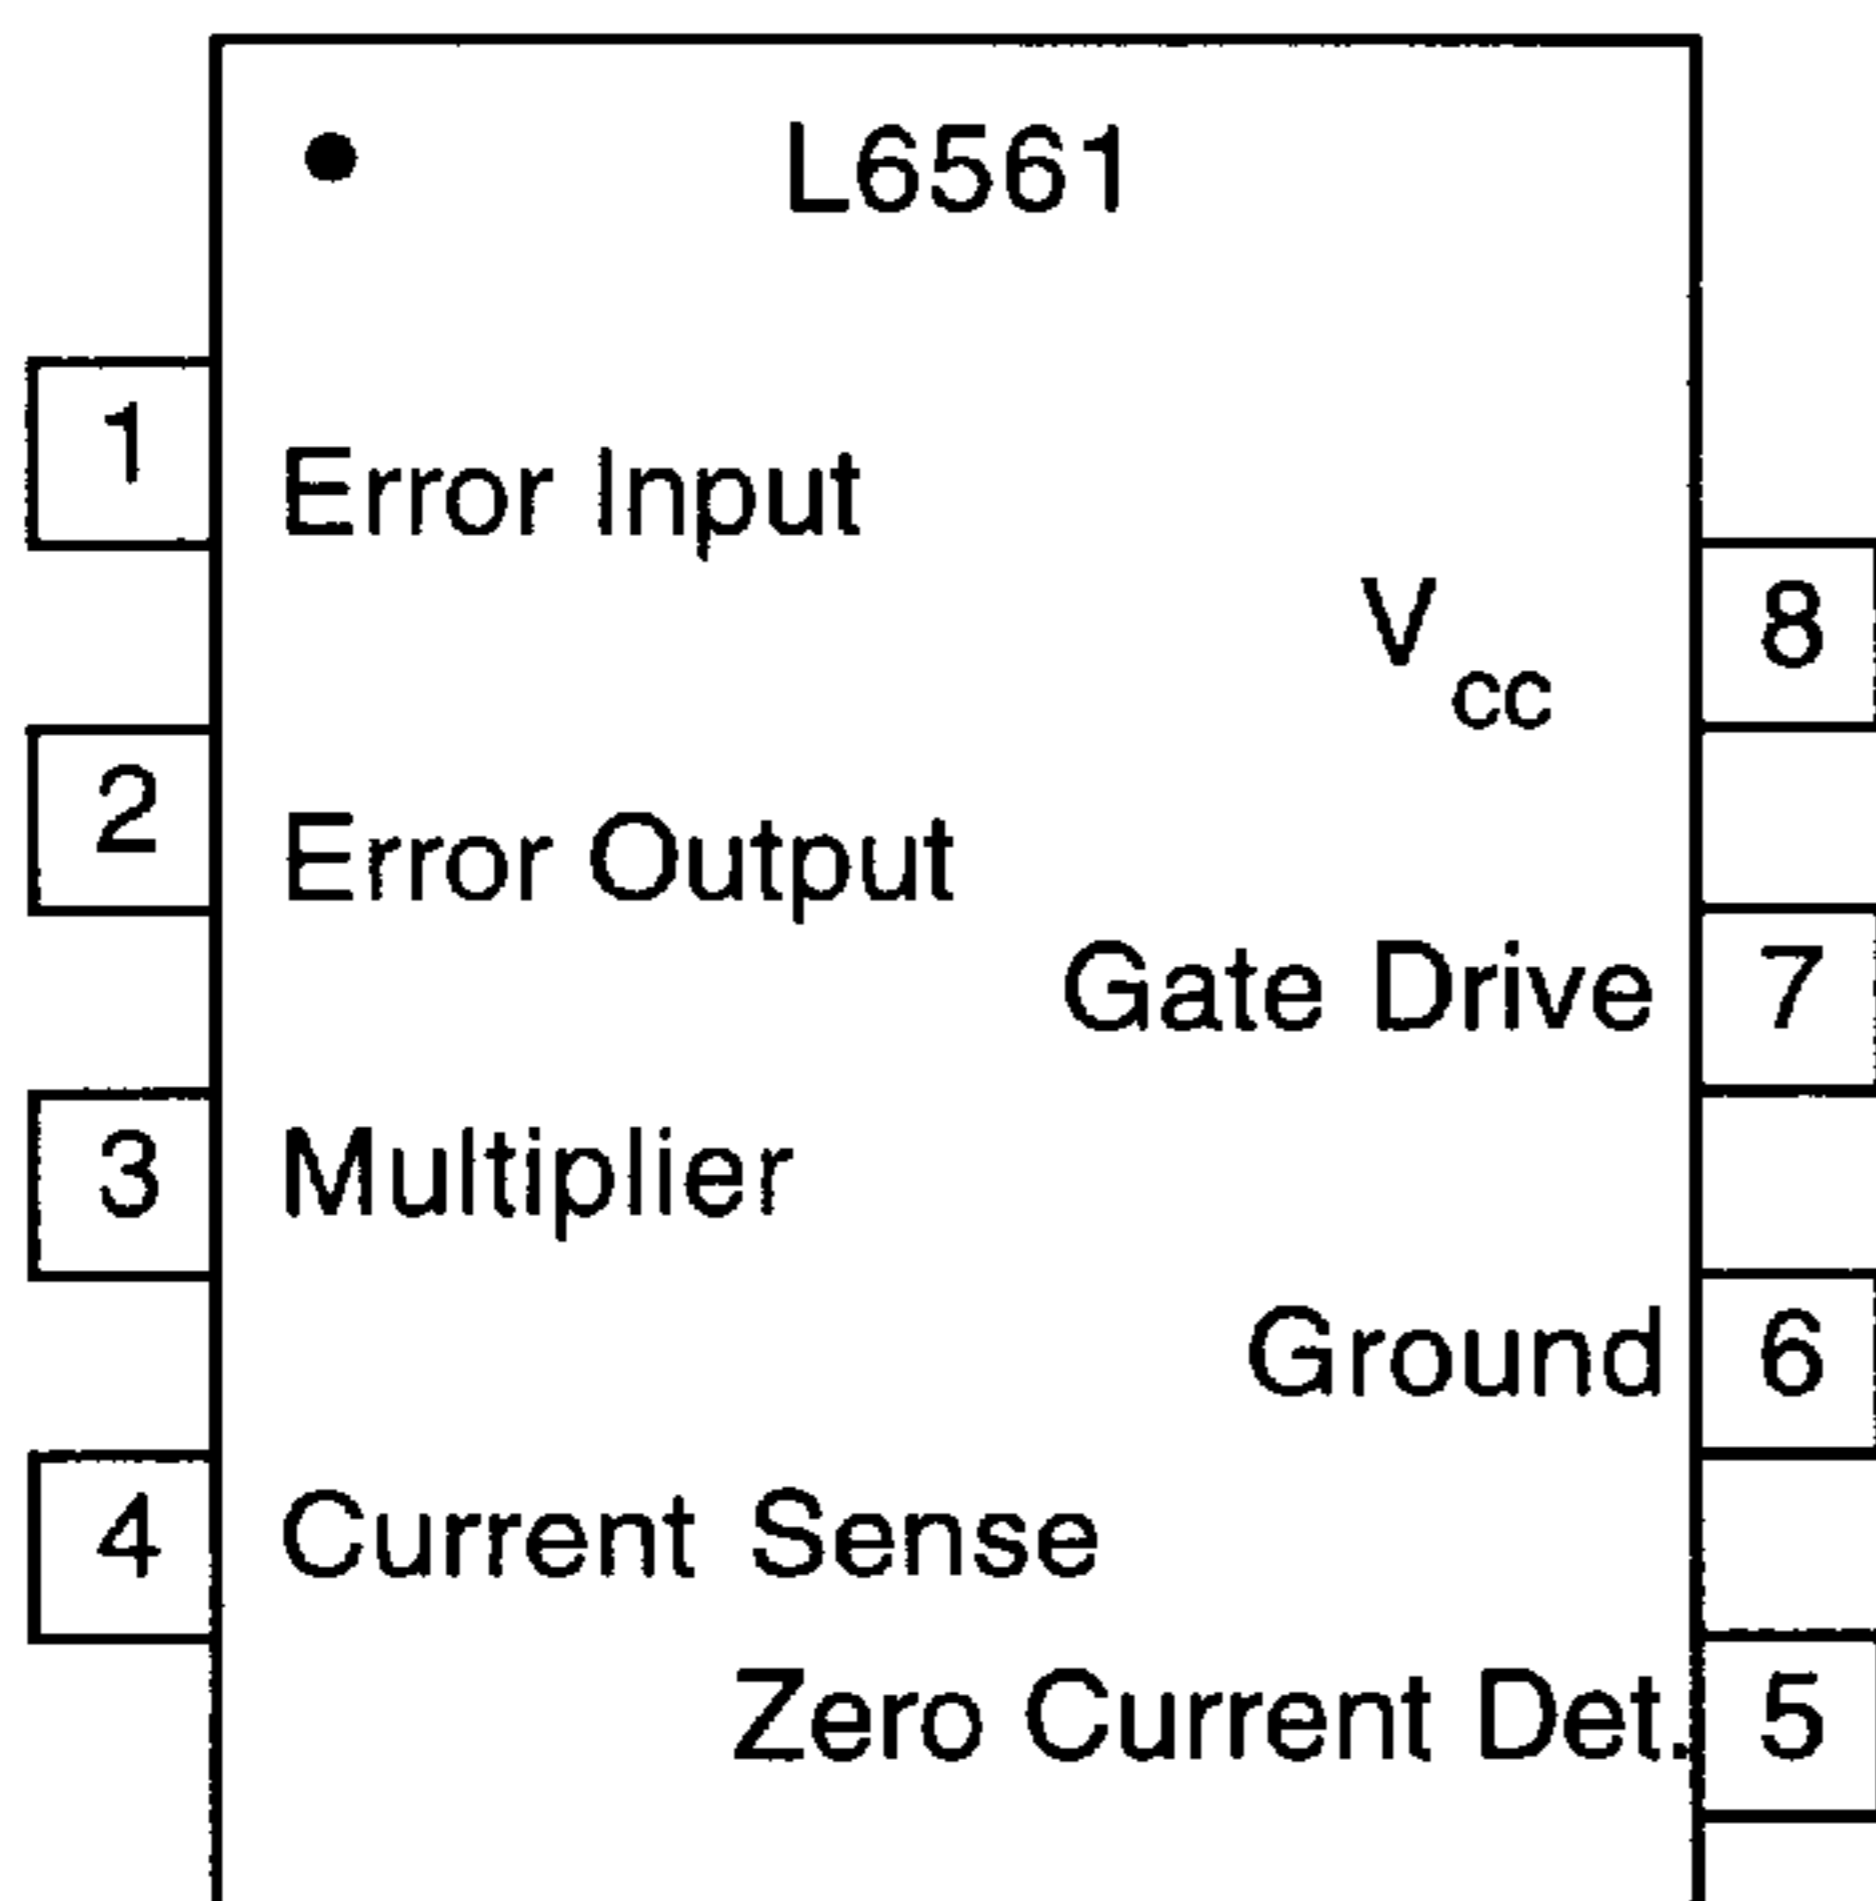 L6561
1 Error Input
Vcc 8
2 Error Output
Gate Drive 7
3 Multiplier
Ground 6
4 Current Sense
Zero Current Det. 5